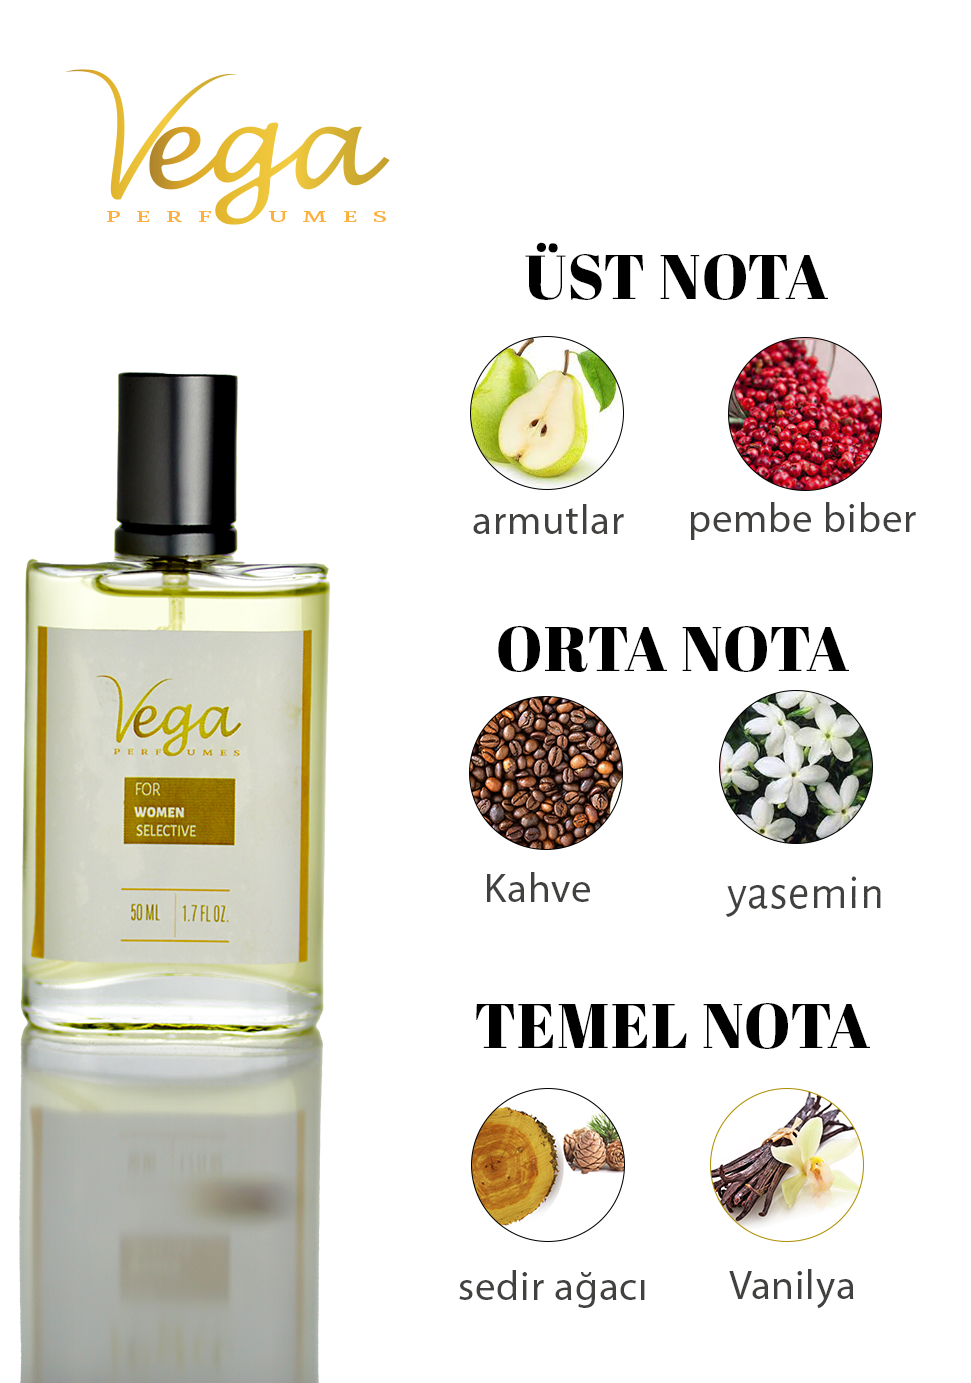 Vega
PERFUMES
ÜST NOTA
armutlar
pembe biber
Vega
PERFUMES
FOR
WOMEN
SELECTIVE
50 ML
1.7 FL OZ.
ORTA NOTA
Kahve
yasemin
TEMEL NOTA
sedir ağacı
Vanilya